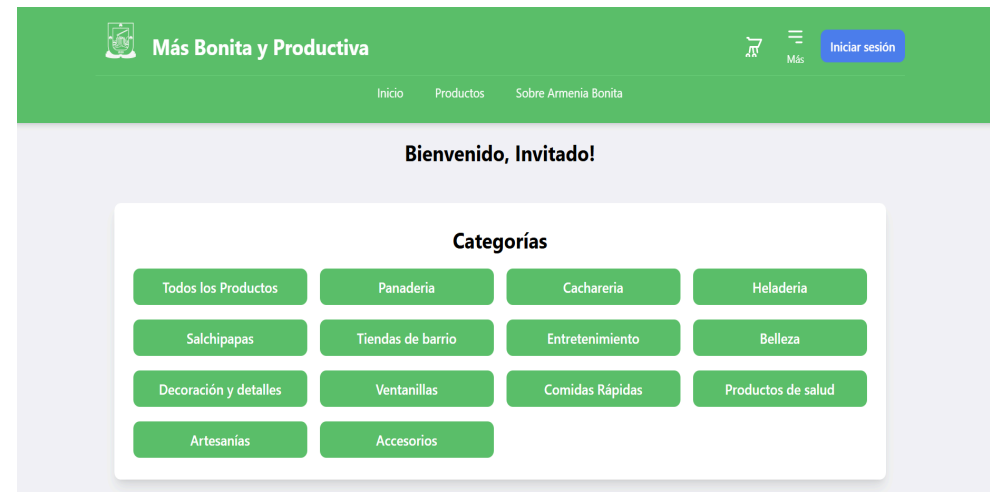 Más Bonita y Productiva
Más
Iniciar sesión
Inicio Productos Sobre Armenia Bonita
Bienvenido, Invitado!
Categorías
Todos los Productos Panaderia Cachareria Heladeria
Salchipapas Tiendas de barrio Entretenimiento Belleza
Decoración y detalles Ventanillas Comidas Rápidas Productos de salud
Artesanías Accesorios